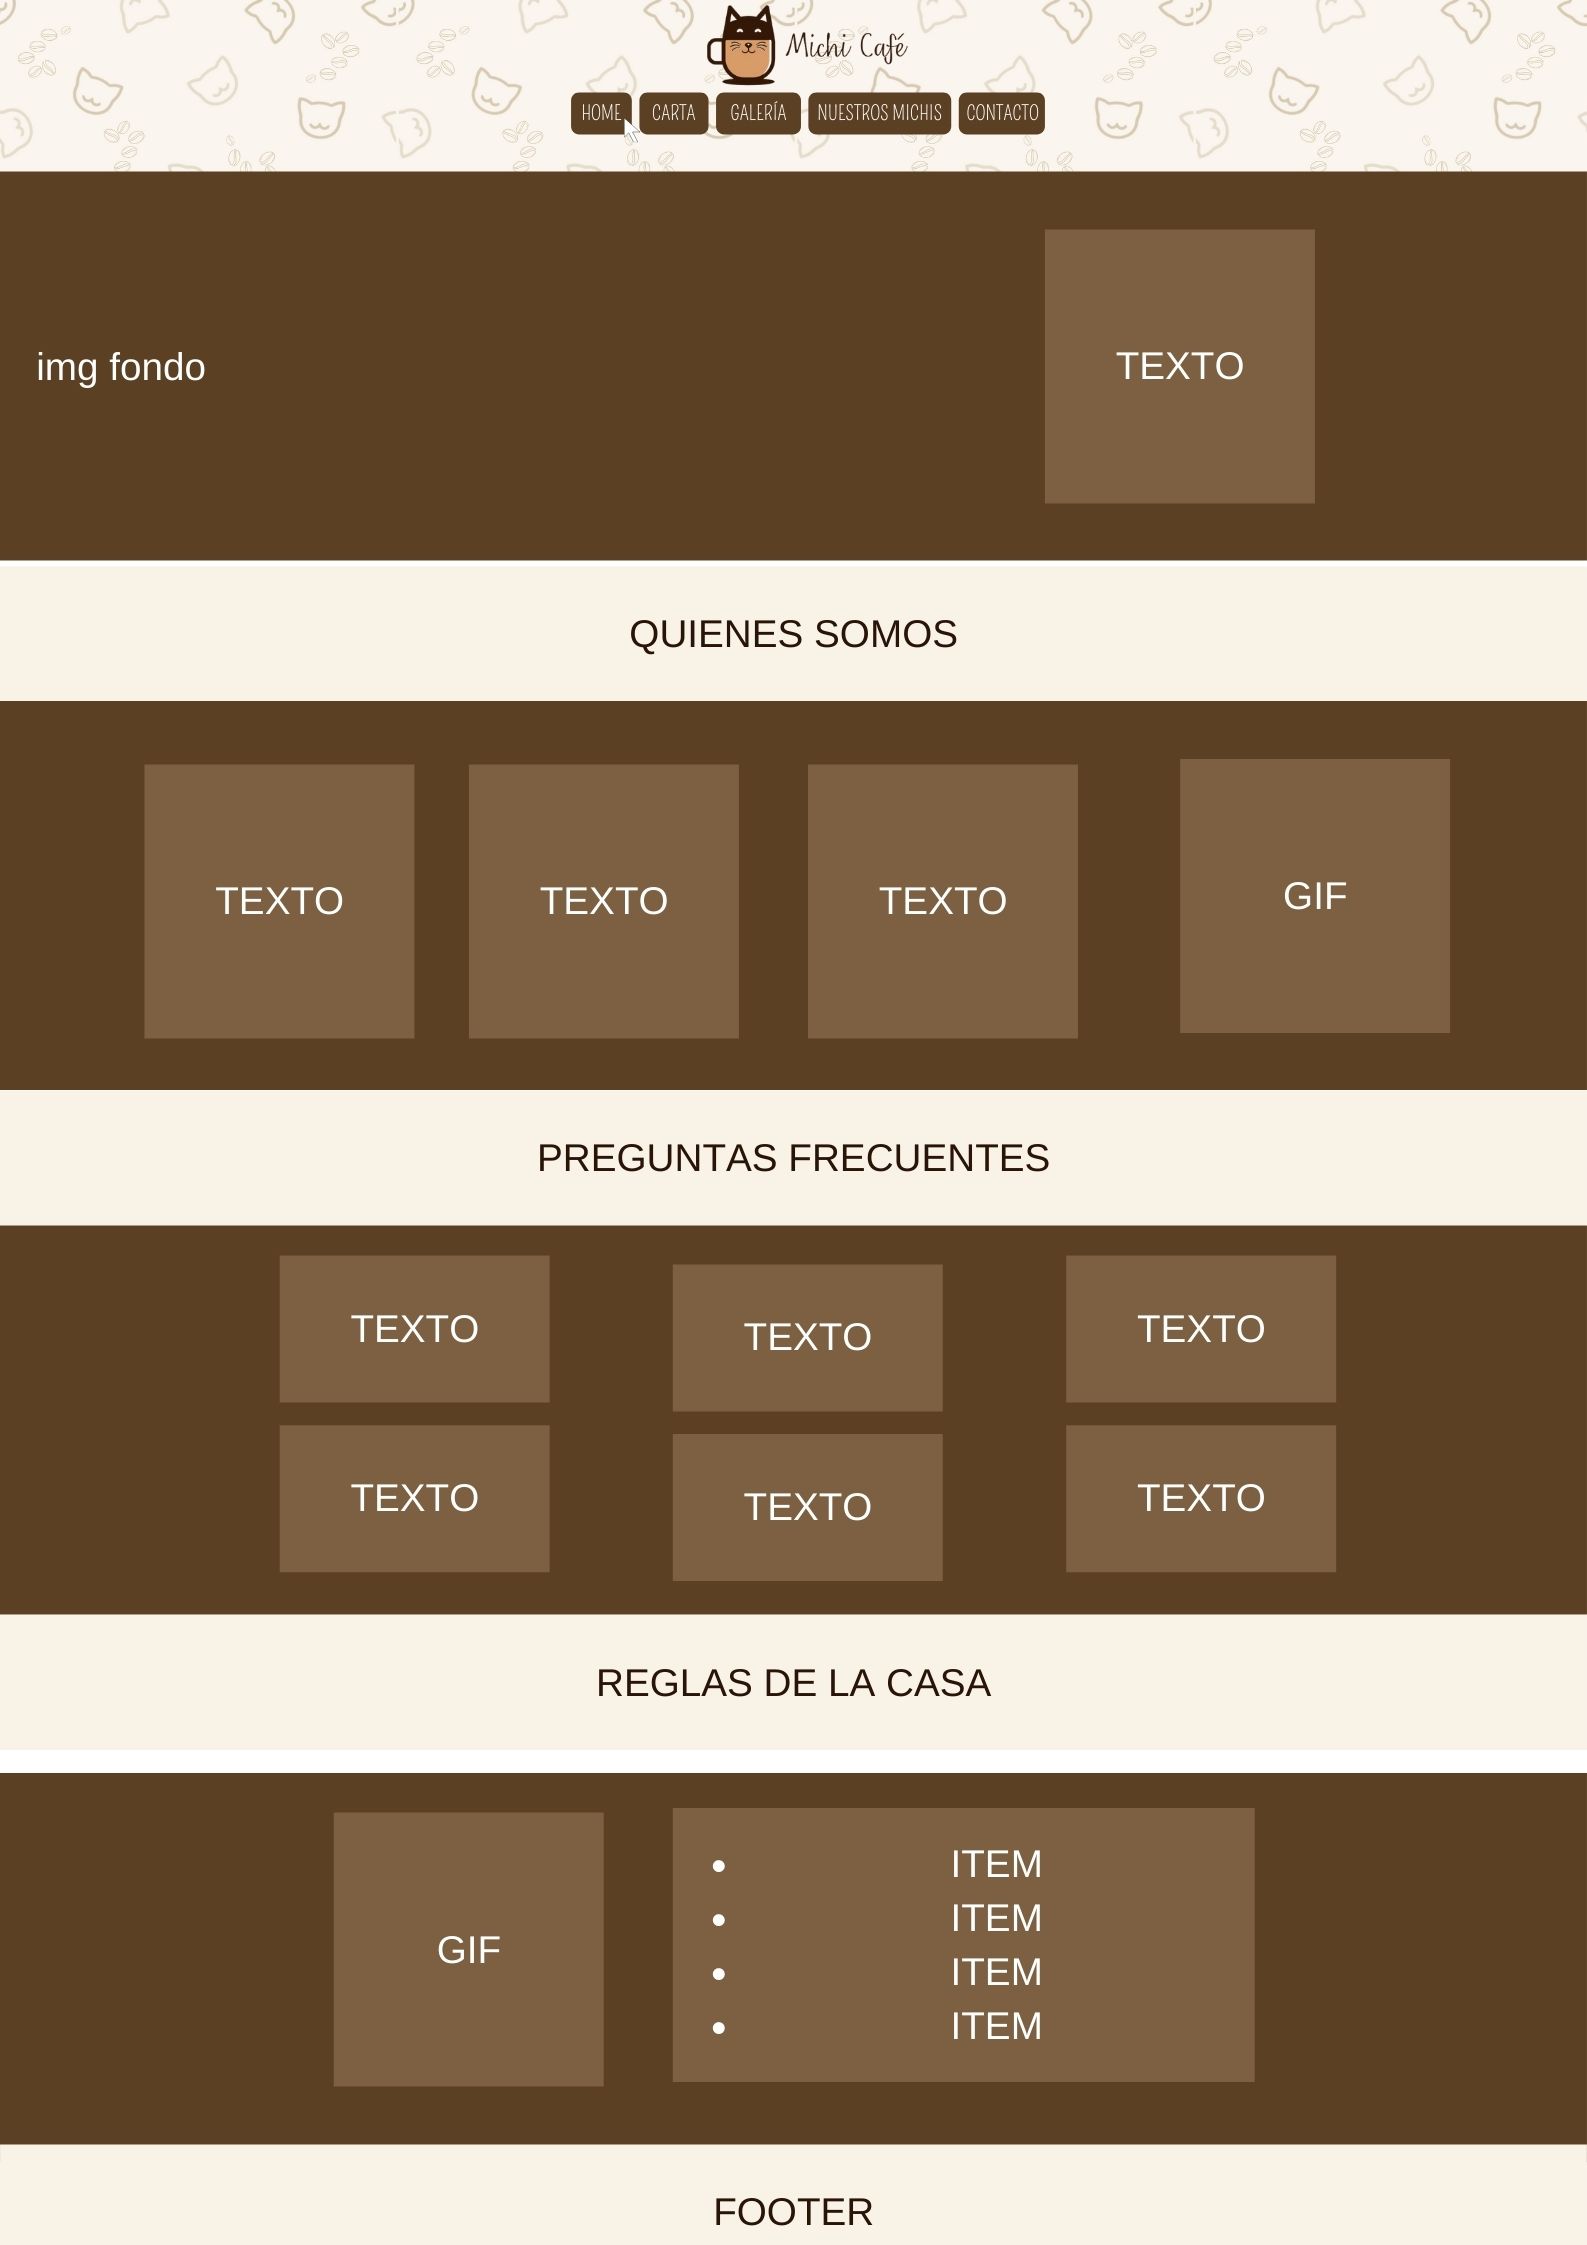 Michi Café
HOME
CARTA
GALERÍA
NUESTROS MICHIS
CONTACTO
img fondo
TEXTO
QUIENES SOMOS
TEXTO
TEXTO
TEXTO
GIF
PREGUNTAS FRECUENTES
TEXTO
TEXTO
TEXTO
TEXTO
TEXTO
TEXTO
REGLAS DE LA CASA
GIF
• ITEM
• ITEM
• ITEM
• ITEM
FOOTER